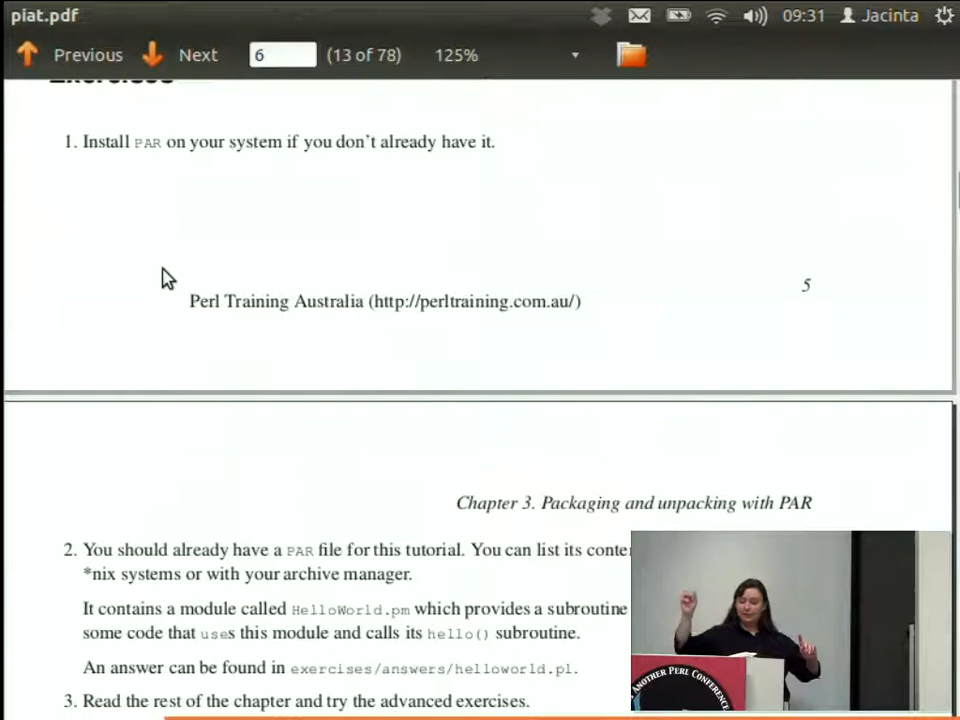 piat.pdf
09:31 Jacinta
Previous Next 6 (13 of 78) 125%
Exercises
1. Install PAR on your system if you don't already have it.
5
Perl Training Australia (http://perltraining.com.au/)
Chapter 3. Packaging and unpacking with PAR
2. You should already have a PAR file for this tutorial. You can list its
*nix systems or with your archive manager.
It contains a module called HelloWorld.pm which provides a subroutine
some code that uses this module and calls its hello() subroutine.
An answer can be found in exercises/answers/helloworld.pl.
3. Read the rest of the chapter and try the advanced exercises.
ANOTHER PERL CONFERENCE